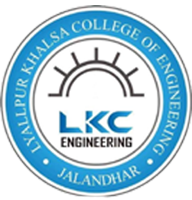 LYALLPUR KHALSA COLLEGE OF ENGINEERING
LKC
ENGINEERING
JALANDHAR